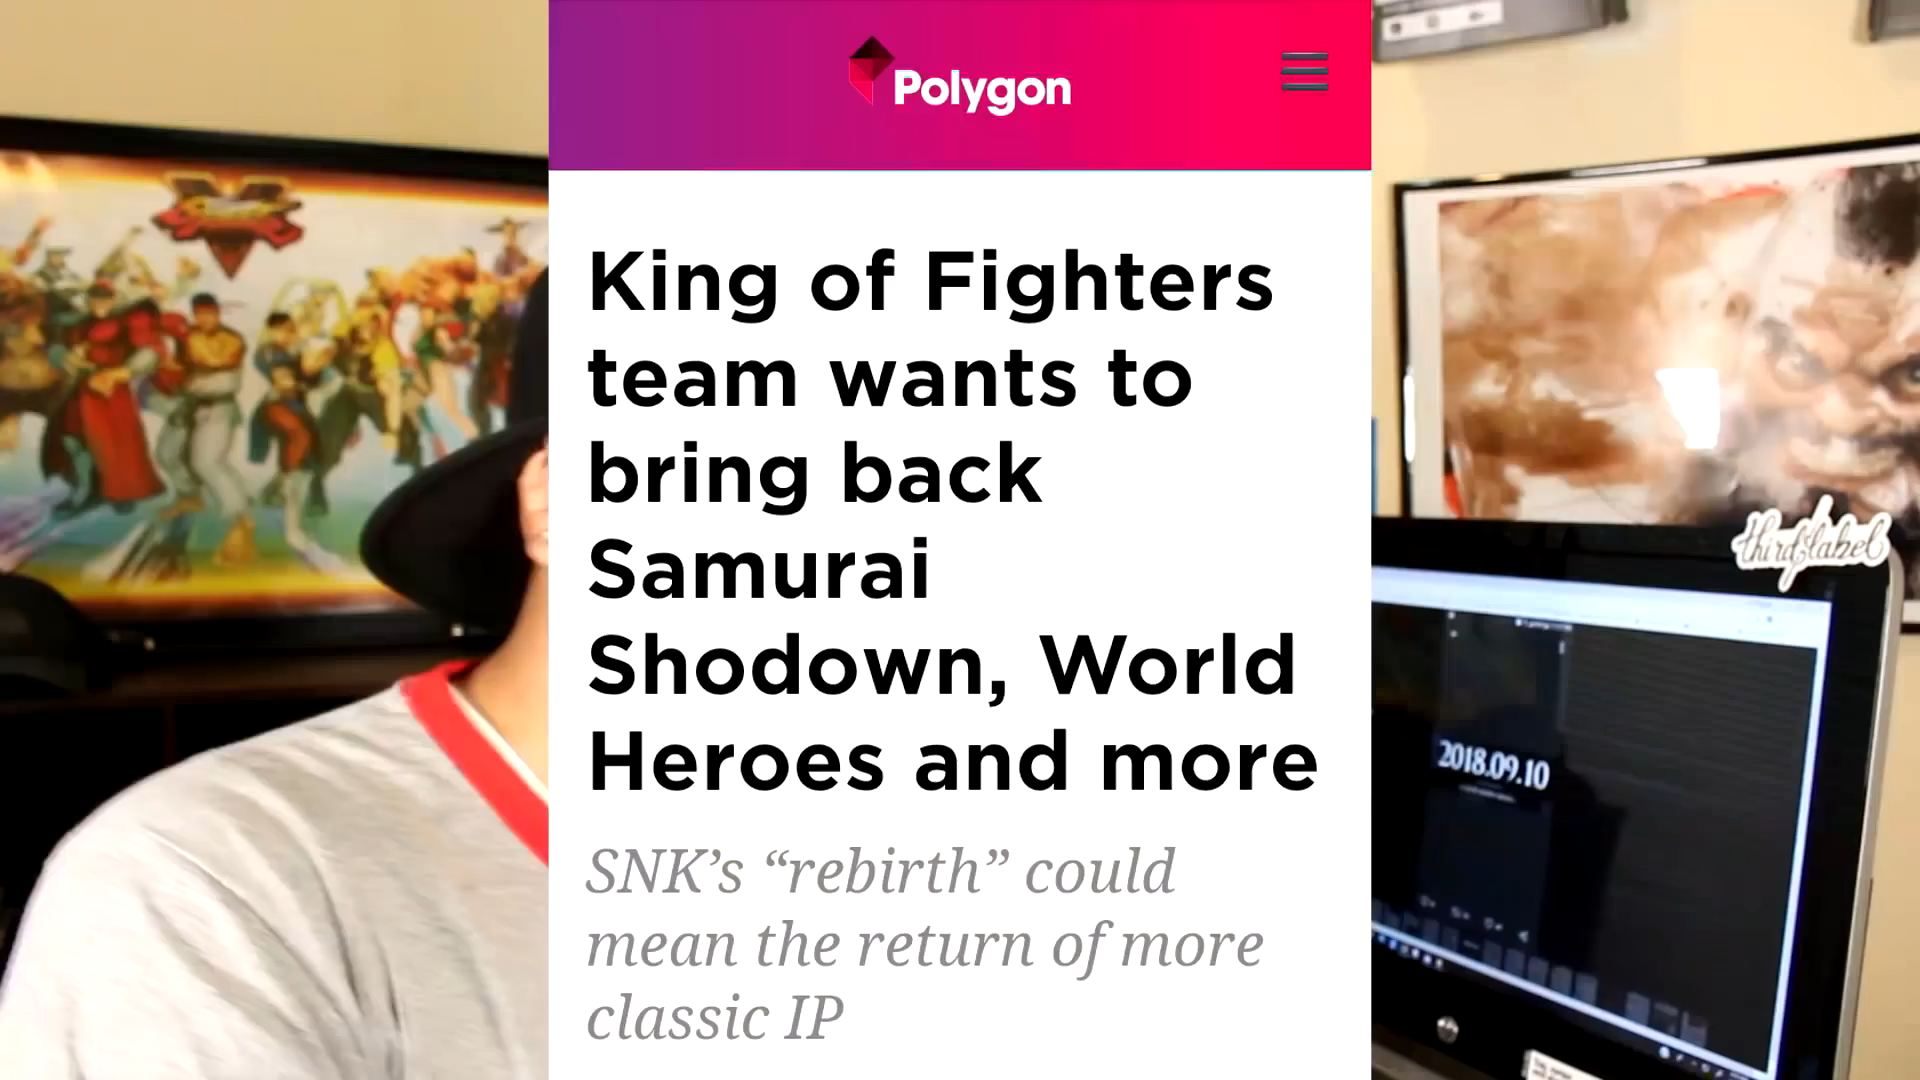 Polygon
King of Fighters
team wants to
bring back
Samurai
Shodown, World
Heroes and more
SNK’s “rebirth” could
mean the return of more
classic IP
thirdlabel
2018.09.10